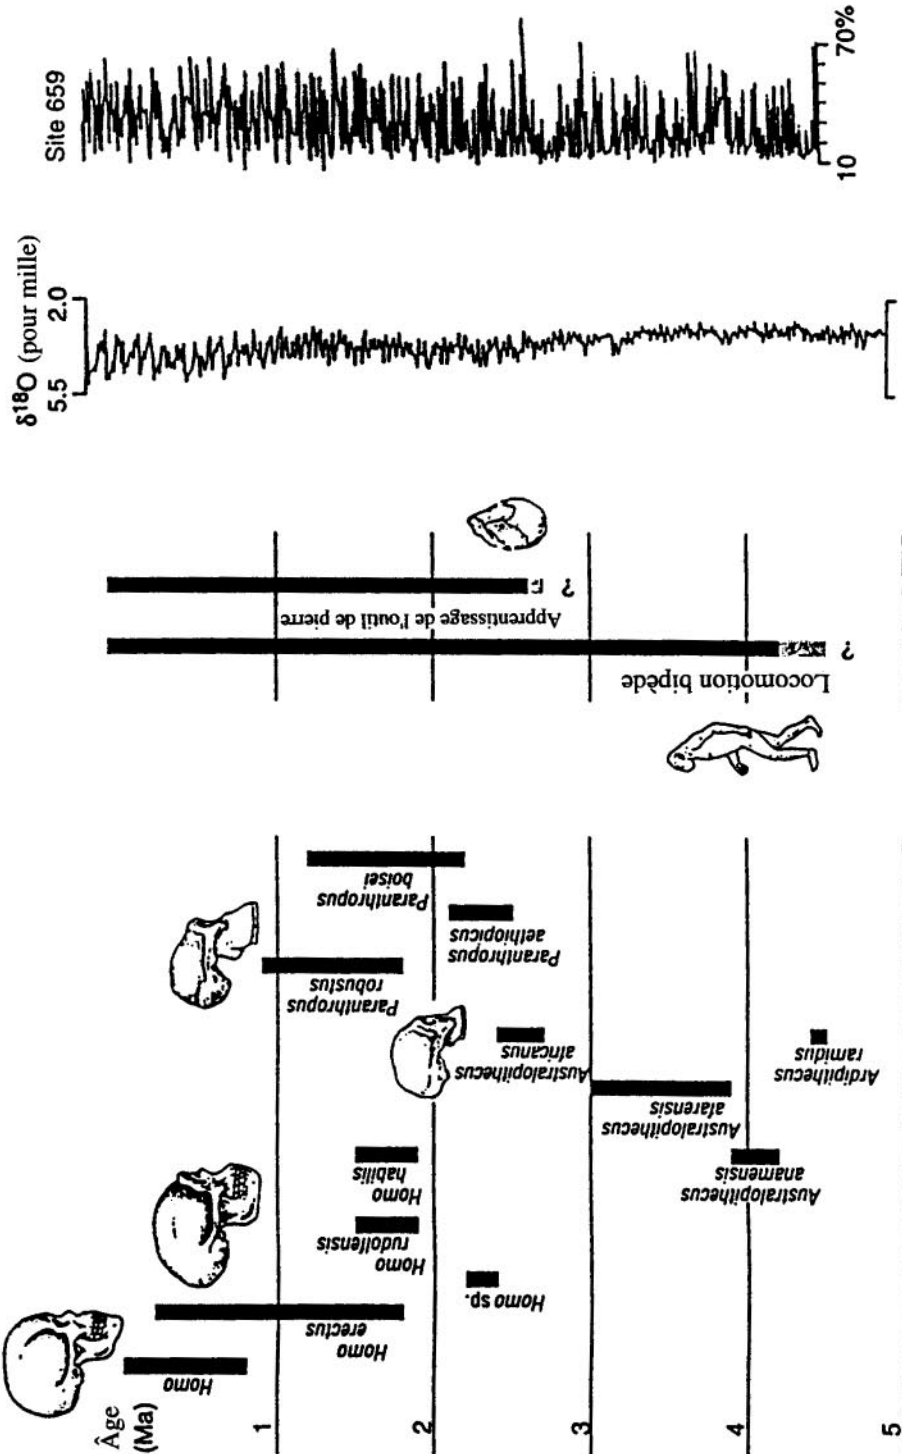 Âge
(Ma)
1
2
3
4
5
Homo
Homo
erectus
Homo sp.
Homo
rudolfensis
Homo
habilis
Australopithecus
anamensis
Australopithecus
afarensis
Australopithecus
africanus
Ardipithecus
ramidus
Paranthropus
robustus
Paranthropus
aethiopicus
Paranthropus
boisei
Locomotion bipède
?
Apprentissage de l'outil de pierre
?
δ18O (pour mille)
5.5 2.0
Site 659
10 70%